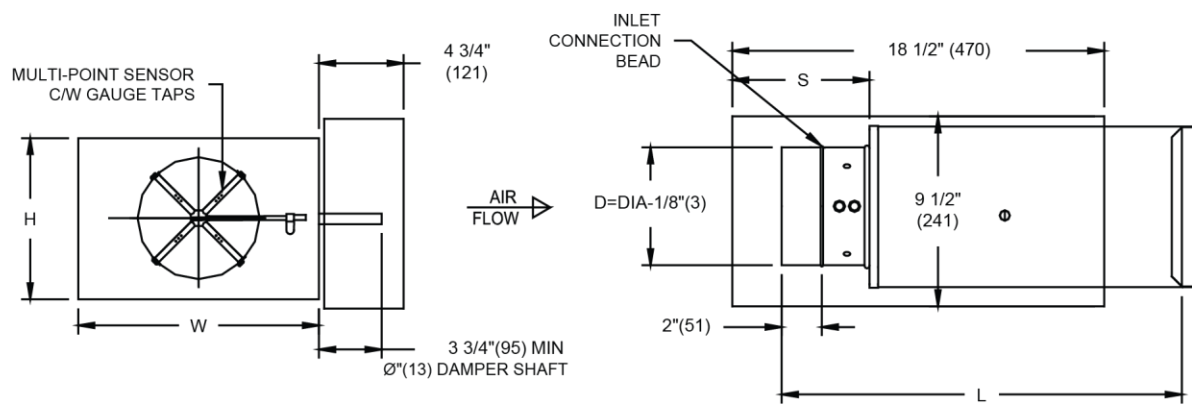 MULTI-POINT SENSOR
C/W GAUGE TAPS
4 3/4"
(121)
H
W
3 3/4"(95) MIN
Ø"(13) DAMPER SHAFT
AIR
FLOW
INLET
CONNECTION
BEAD
18 1/2" (470)
S
D=DIA-1/8"(3)
9 1/2"
(241)
2"(51)
L